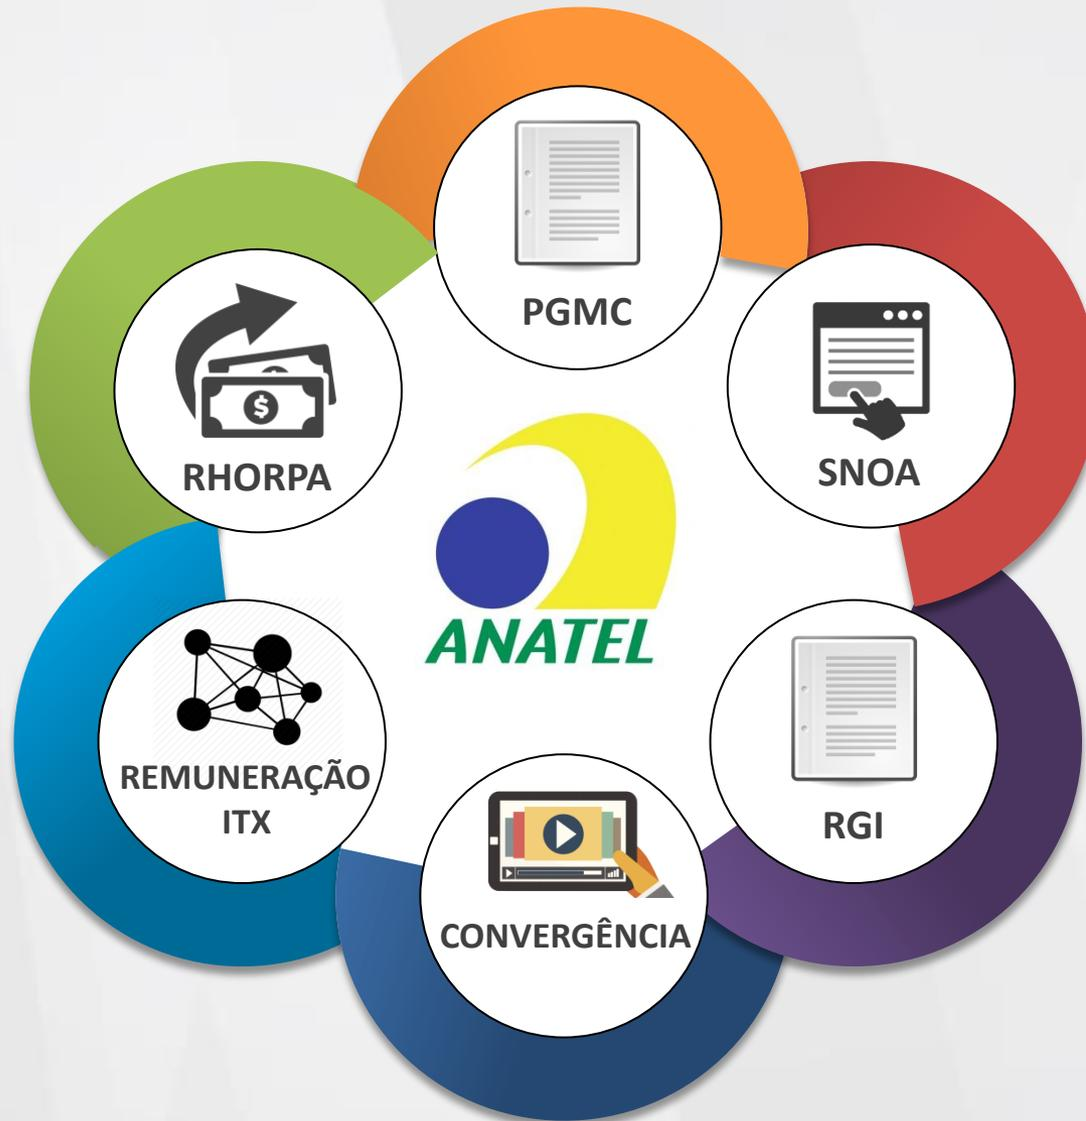 PGMC
RHORPA
SNOA
ANATEL
REMUNERAÇÃO
ITX
RGI
CONVERGÊNCIA